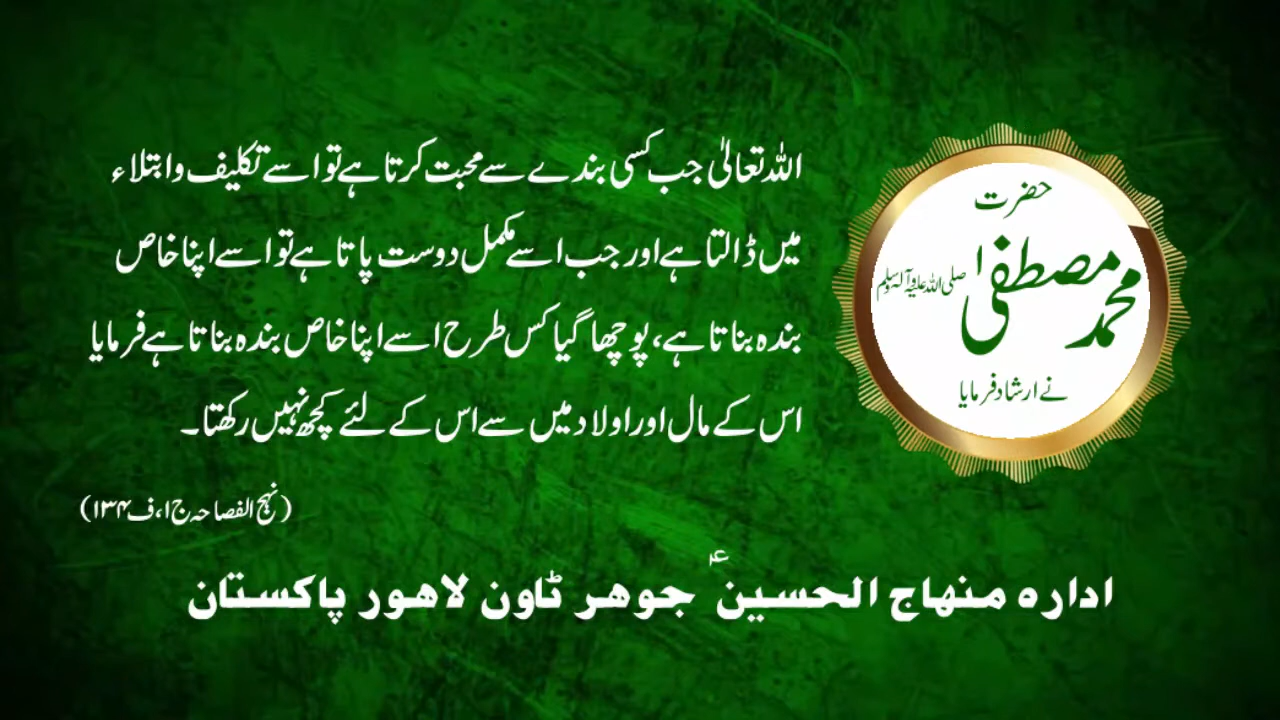 حضرت
محمد مصطفیٰ صلی اللہ علیہ وآلہ وسلم
نے ارشاد فرمایا
اللہ تعالیٰ جب کسی بندے سے محبت کرتا ہے تو اسے تکلیف و ابتلاء
میں ڈالتا ہے اور جب اسے مکمل دوست پاتا ہے تو اسے اپنا خاص
بندہ بناتا ہے، پوچھا گیا کس طرح اسے اپنا خاص بندہ بناتا ہے فرمایا
اس کے مال اور اولاد میں سے اس کے لئے کچھ نہیں رکھتا۔
(نہج الفصاحہ ج۱، ف۱۳۴)
ادارہ منہاج الحسینؑ جوہر ٹاون لاہور پاکستان